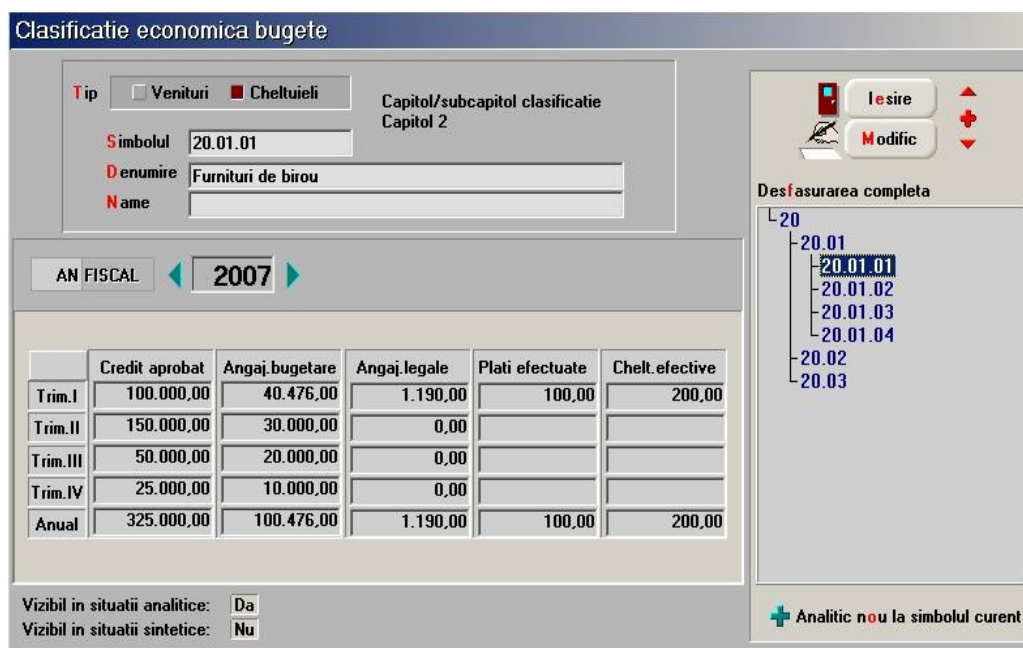 Clasificatie economica bugete
Tip Venituri Cheltuieli
Capitol/subcapitol clasificatie
Capitol 2
Simbolul 20.01.01
Denumire Furnituri de birou
Name
AN FISCAL 2007
Credit aprobat Angaj.bugetare Angaj.legale Plati efectuate Chelt.efective
Trim.I 100.000,00 40.476,00 1.190,00 100,00 200,00
Trim.II 150.000,00 30.000,00 0,00
Trim.III 50.000,00 20.000,00 0,00
Trim.IV 25.000,00 10.000,00 0,00
Anual 325.000,00 100.476,00 1.190,00 100,00 200,00
Vizibil in situatii analitice: Da
Vizibil in situatii sintetice: Nu
Iesire
Modific
Desfasurarea completa
20
20.01
20.01.01
20.01.02
20.01.03
20.01.04
20.02
20.03
Analitic nou la simbolul curent